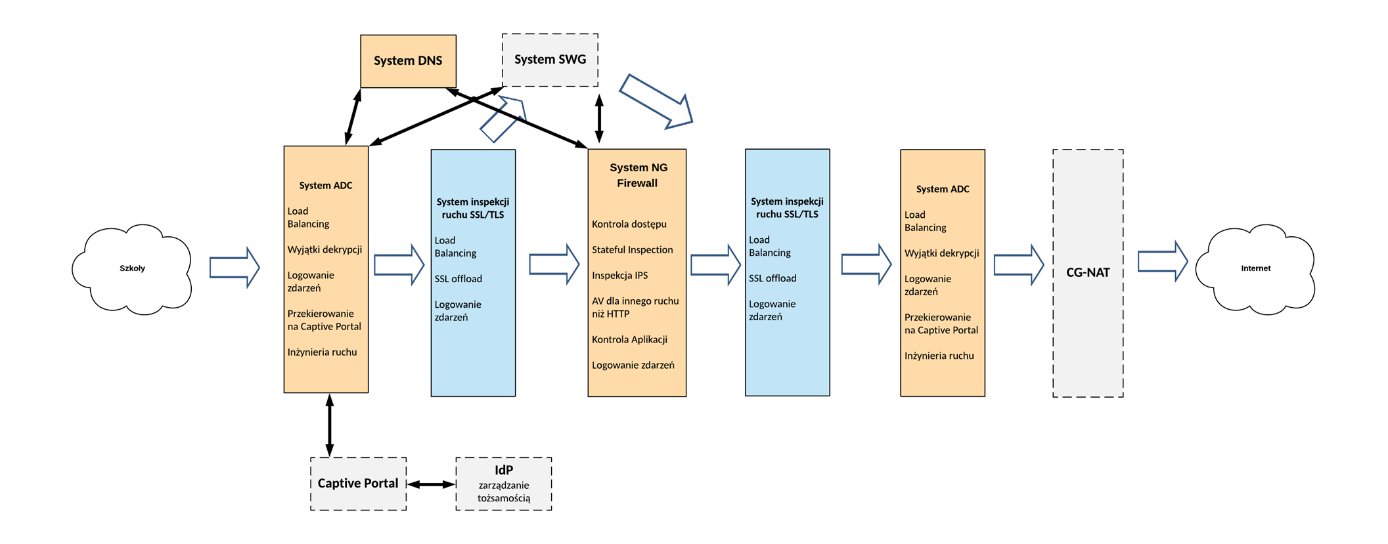 System DNS
System SWG
Szkoły
System ADC
Load
Balancing
Wyjątki dekrypcji
Logowanie
zdarzeń
Przekierowanie
na Captive Portal
Inżynieria ruchu
System inspekcji
ruchu SSL/TLS
Load
Balancing
SSL offload
Logowanie
zdarzeń
System NG
Firewall
Kontrola dostępu
Stateful Inspection
Inspekcja IPS
AV dla innego ruchu
niż HTTP
Kontrola Aplikacji
Logowanie zdarzeń
System inspekcji
ruchu SSL/TLS
Load
Balancing
SSL offload
Logowanie
zdarzeń
System ADC
Load
Balancing
Wyjątki dekrypcji
Logowanie
zdarzeń
Przekierowanie
na Captive Portal
Inżynieria ruchu
CG-NAT
Internet
Captive Portal
IdP
zarządzanie
tożsamością